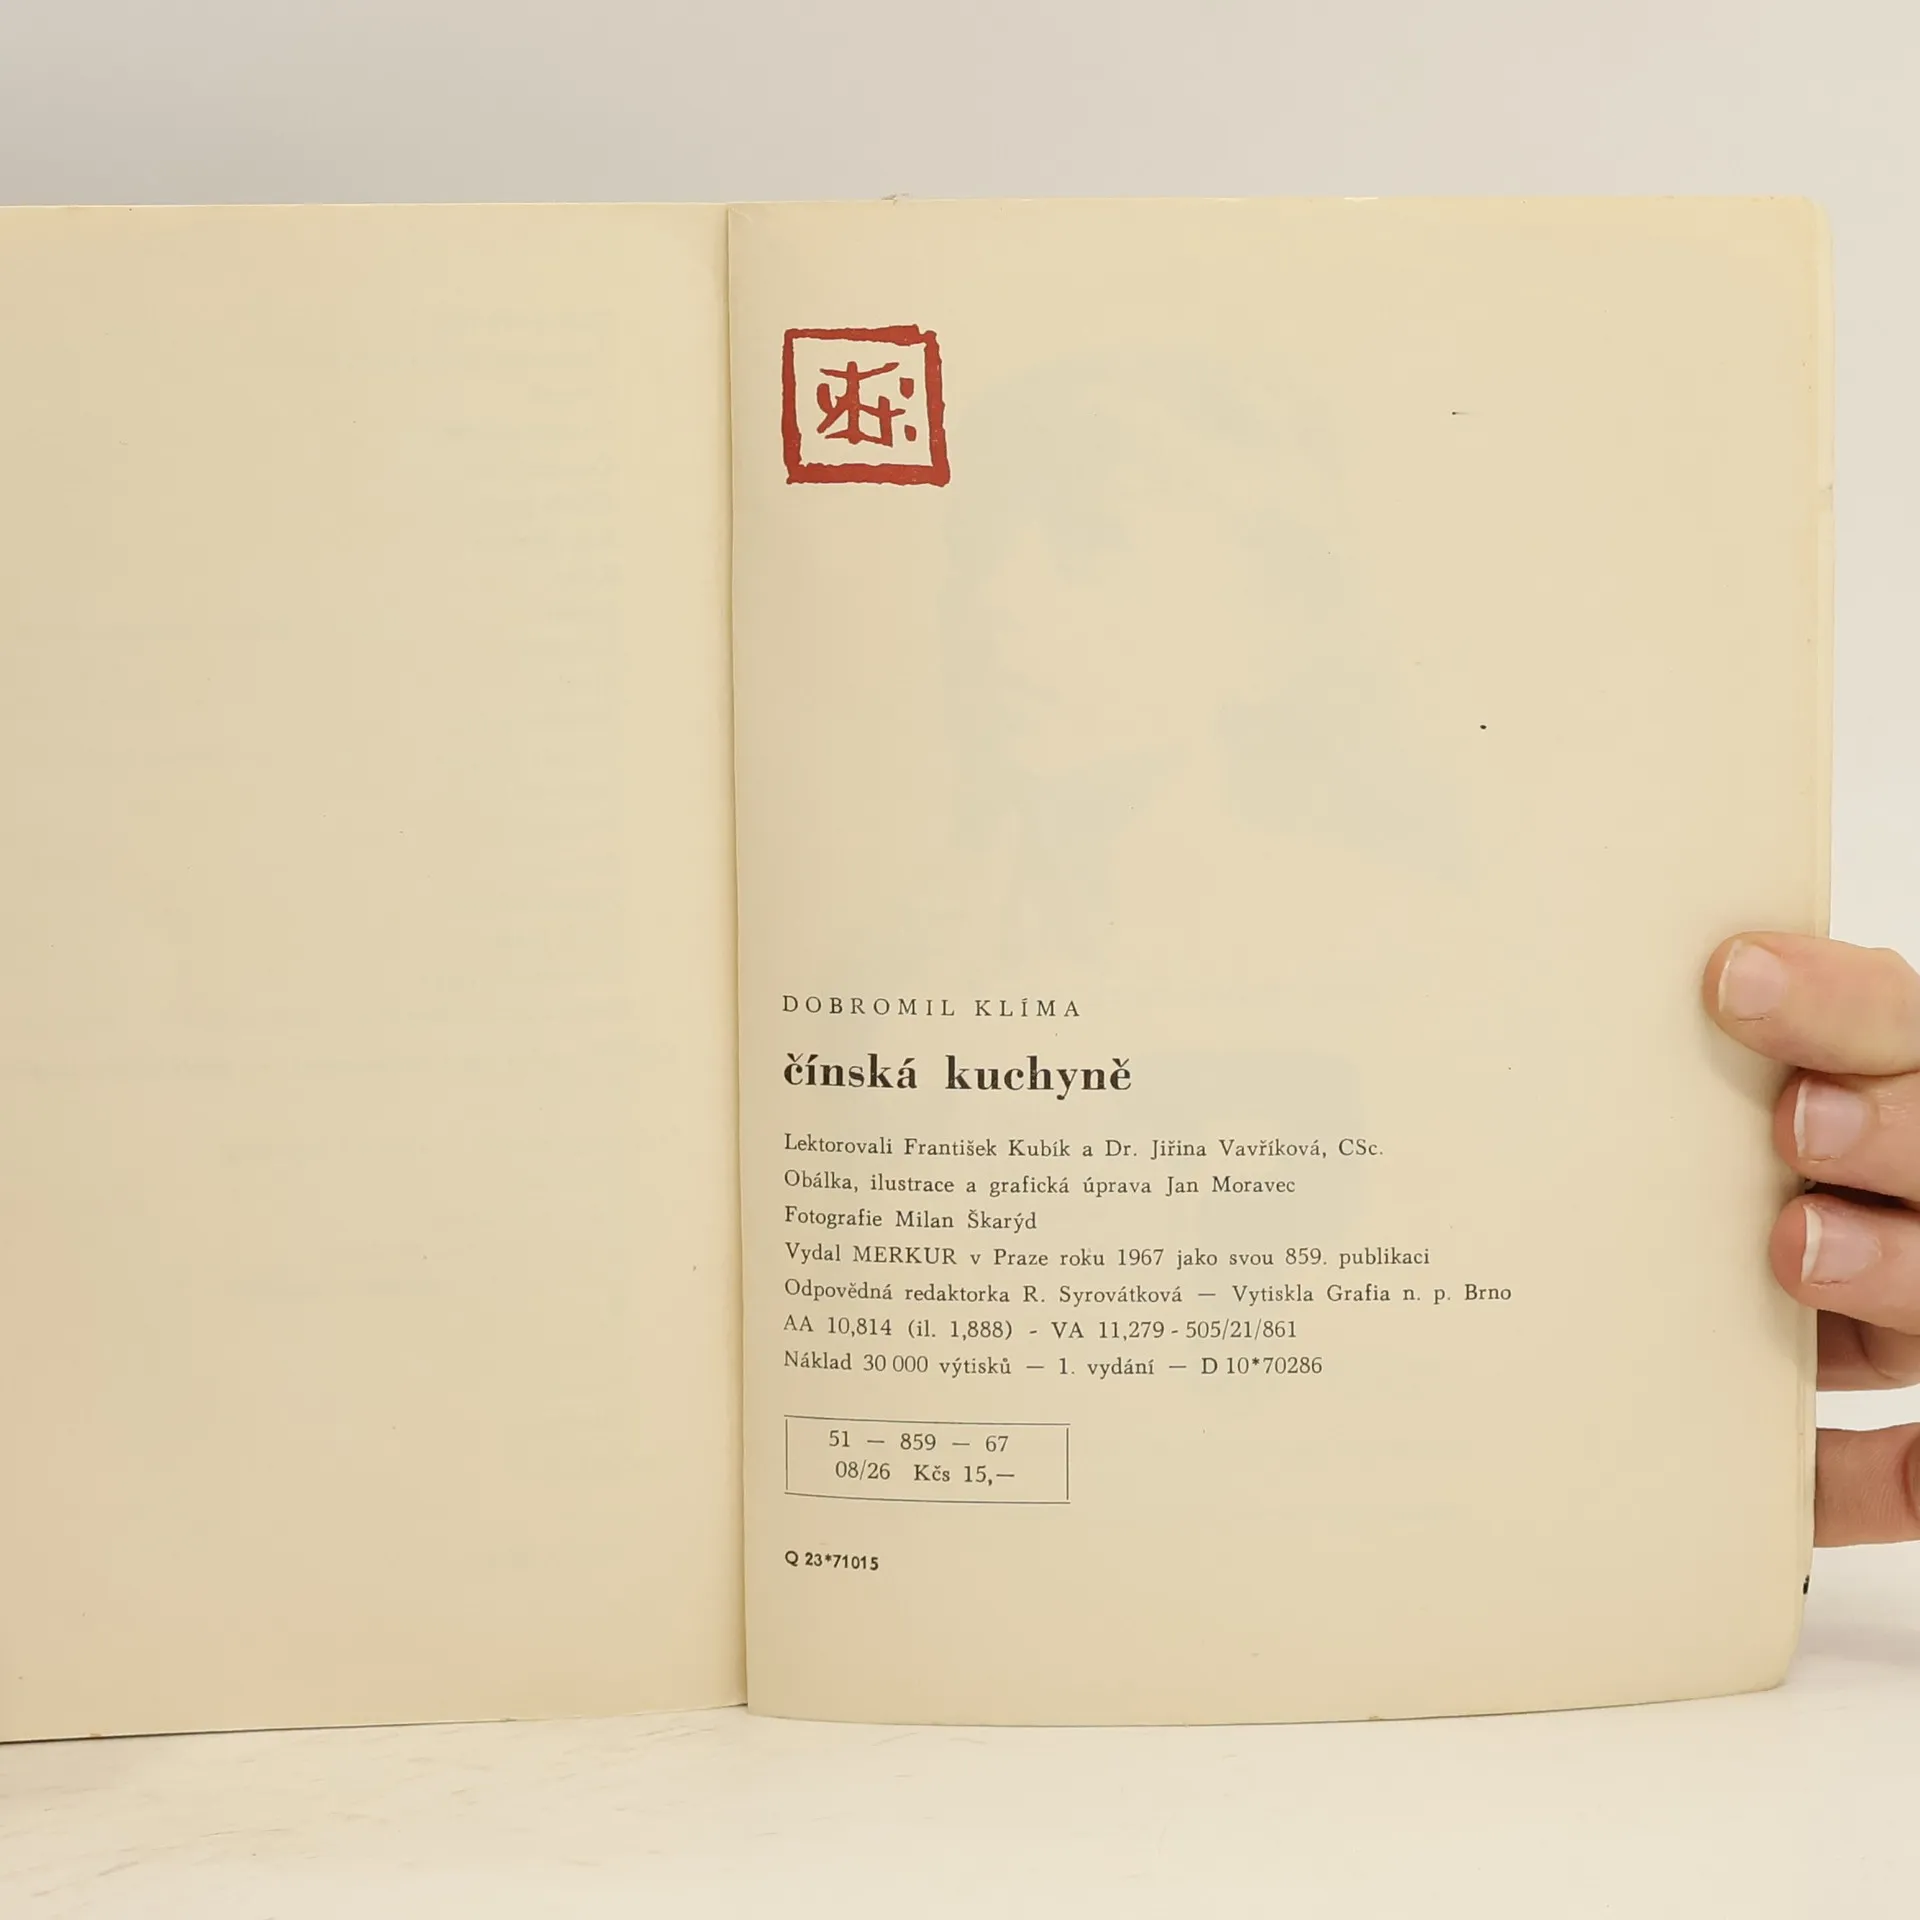 DOBROMIL KLÍMA
čínská kuchyně
Lektorovali František Kubík a Dr. Jiřina Vavříková, CSc.
Obálka, ilustrace a grafická úprava Jan Moravec
Fotografie Milan Škarýd
Vydal MERKUR v Praze roku 1967 jako svou 859. publikaci
Odpovědná redaktorka R. Syrovátková — Vytiskla Grafia n. p. Brno
AA 10,814 (il. 1,888) - VA 11,279 - 505/21/861
Náklad 30 000 výtisků — 1. vydání — D 10*70286
51 — 859 — 67
08/26 Kčs 15,—
Q 23*71015